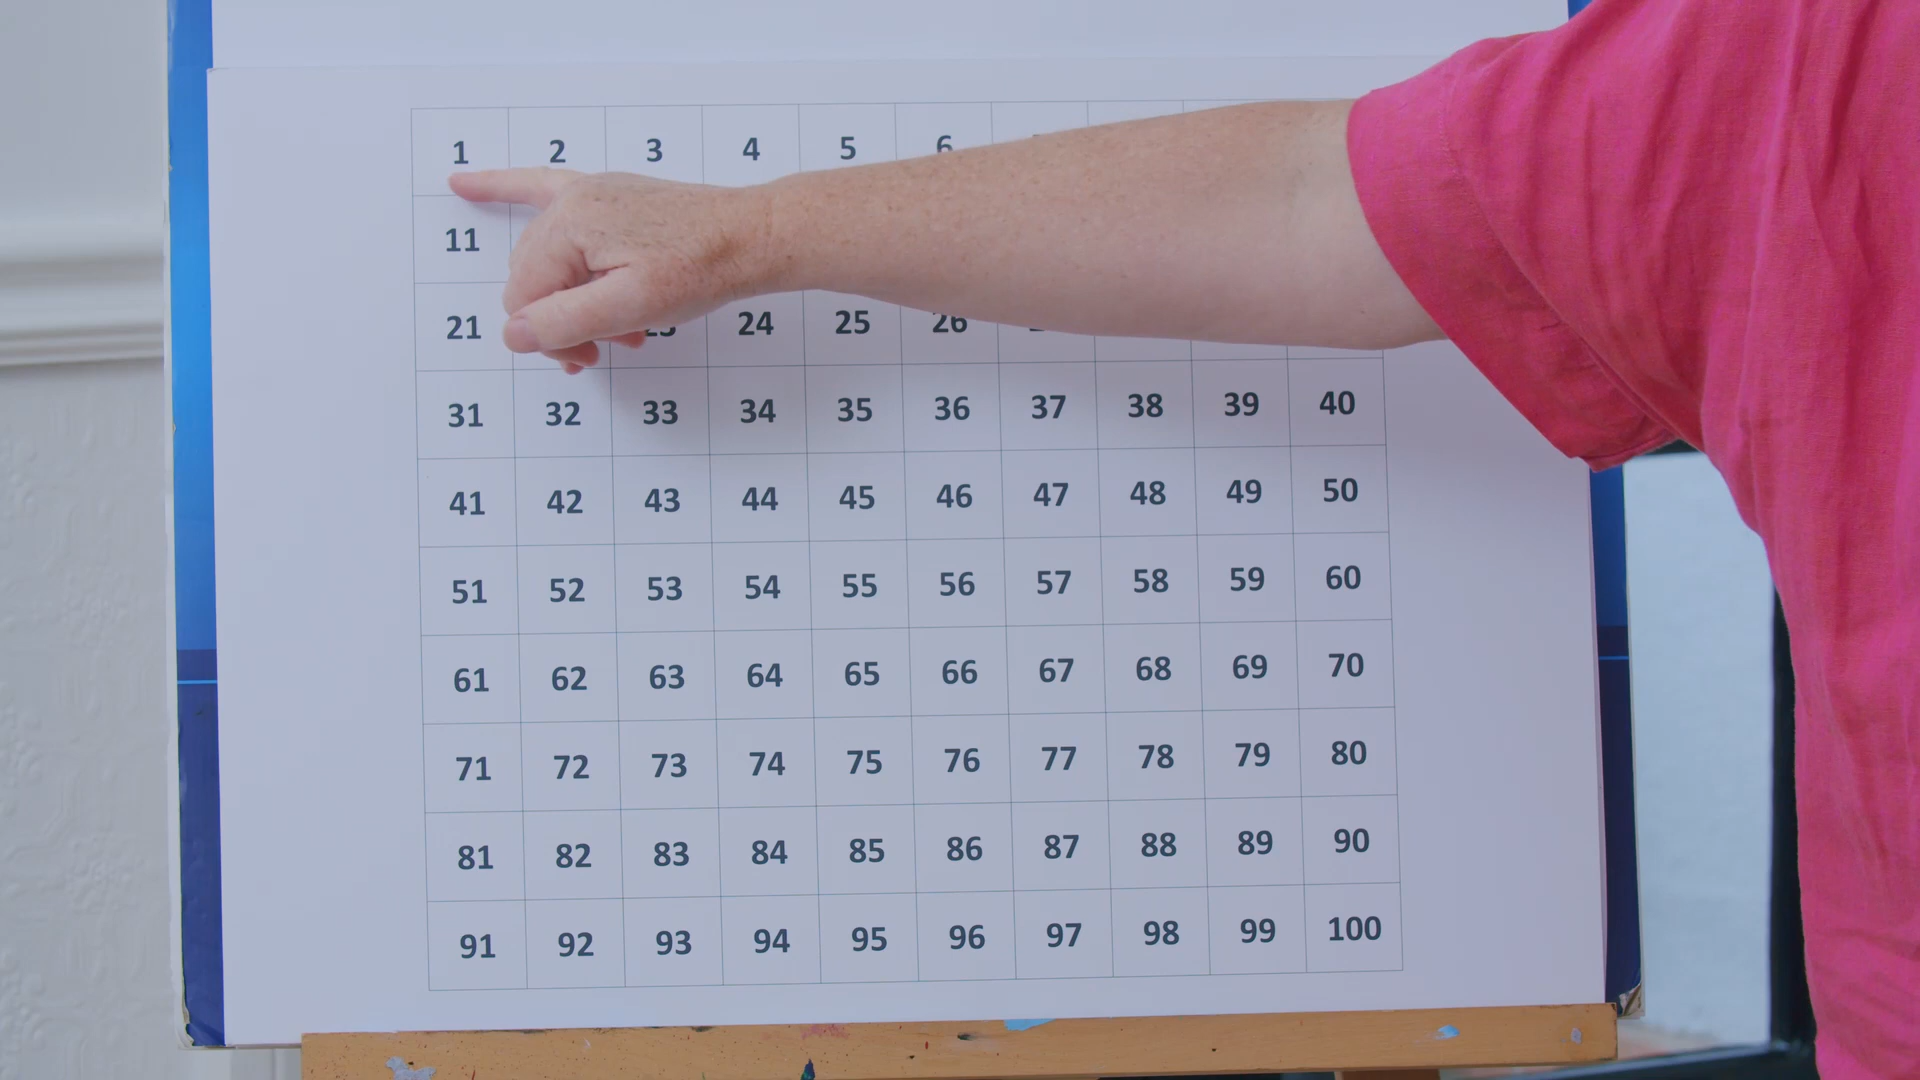 1 2 3 4 5 6
11
21 24 25 26
31 32 33 34 35 36 37 38 39 40
41 42 43 44 45 46 47 48 49 50
51 52 53 54 55 56 57 58 59 60
61 62 63 64 65 66 67 68 69 70
71 72 73 74 75 76 77 78 79 80
81 82 83 84 85 86 87 88 89 90
91 92 93 94 95 96 97 98 99 100